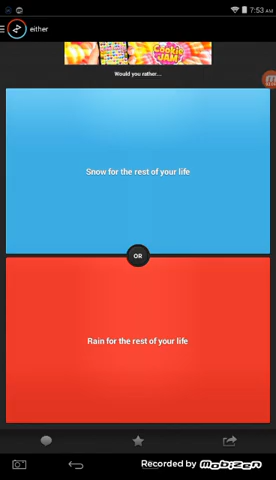 7:53 AM
either
Cookie
JAM
Would you rather...
Snow for the rest of your life
OR
Rain for the rest of your life
Recorded by mobizen